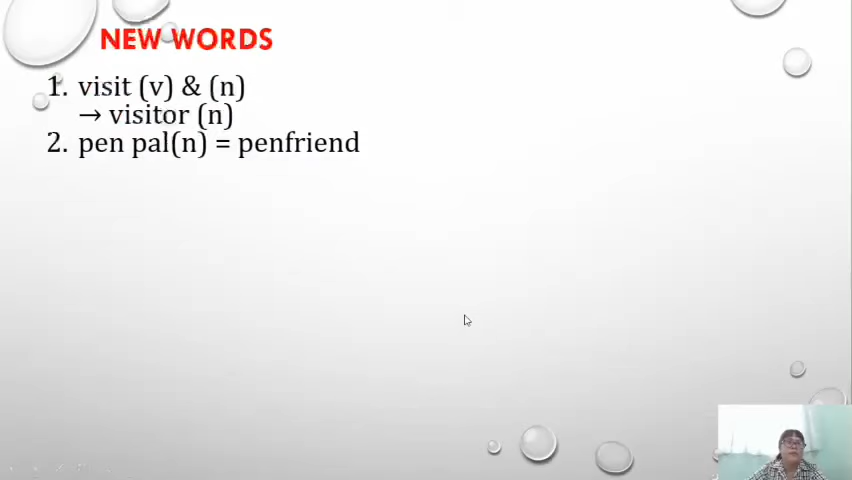 NEW WORDS
1. visit (v) & (n)
→ visitor (n)
2. pen pal(n) = penfriend